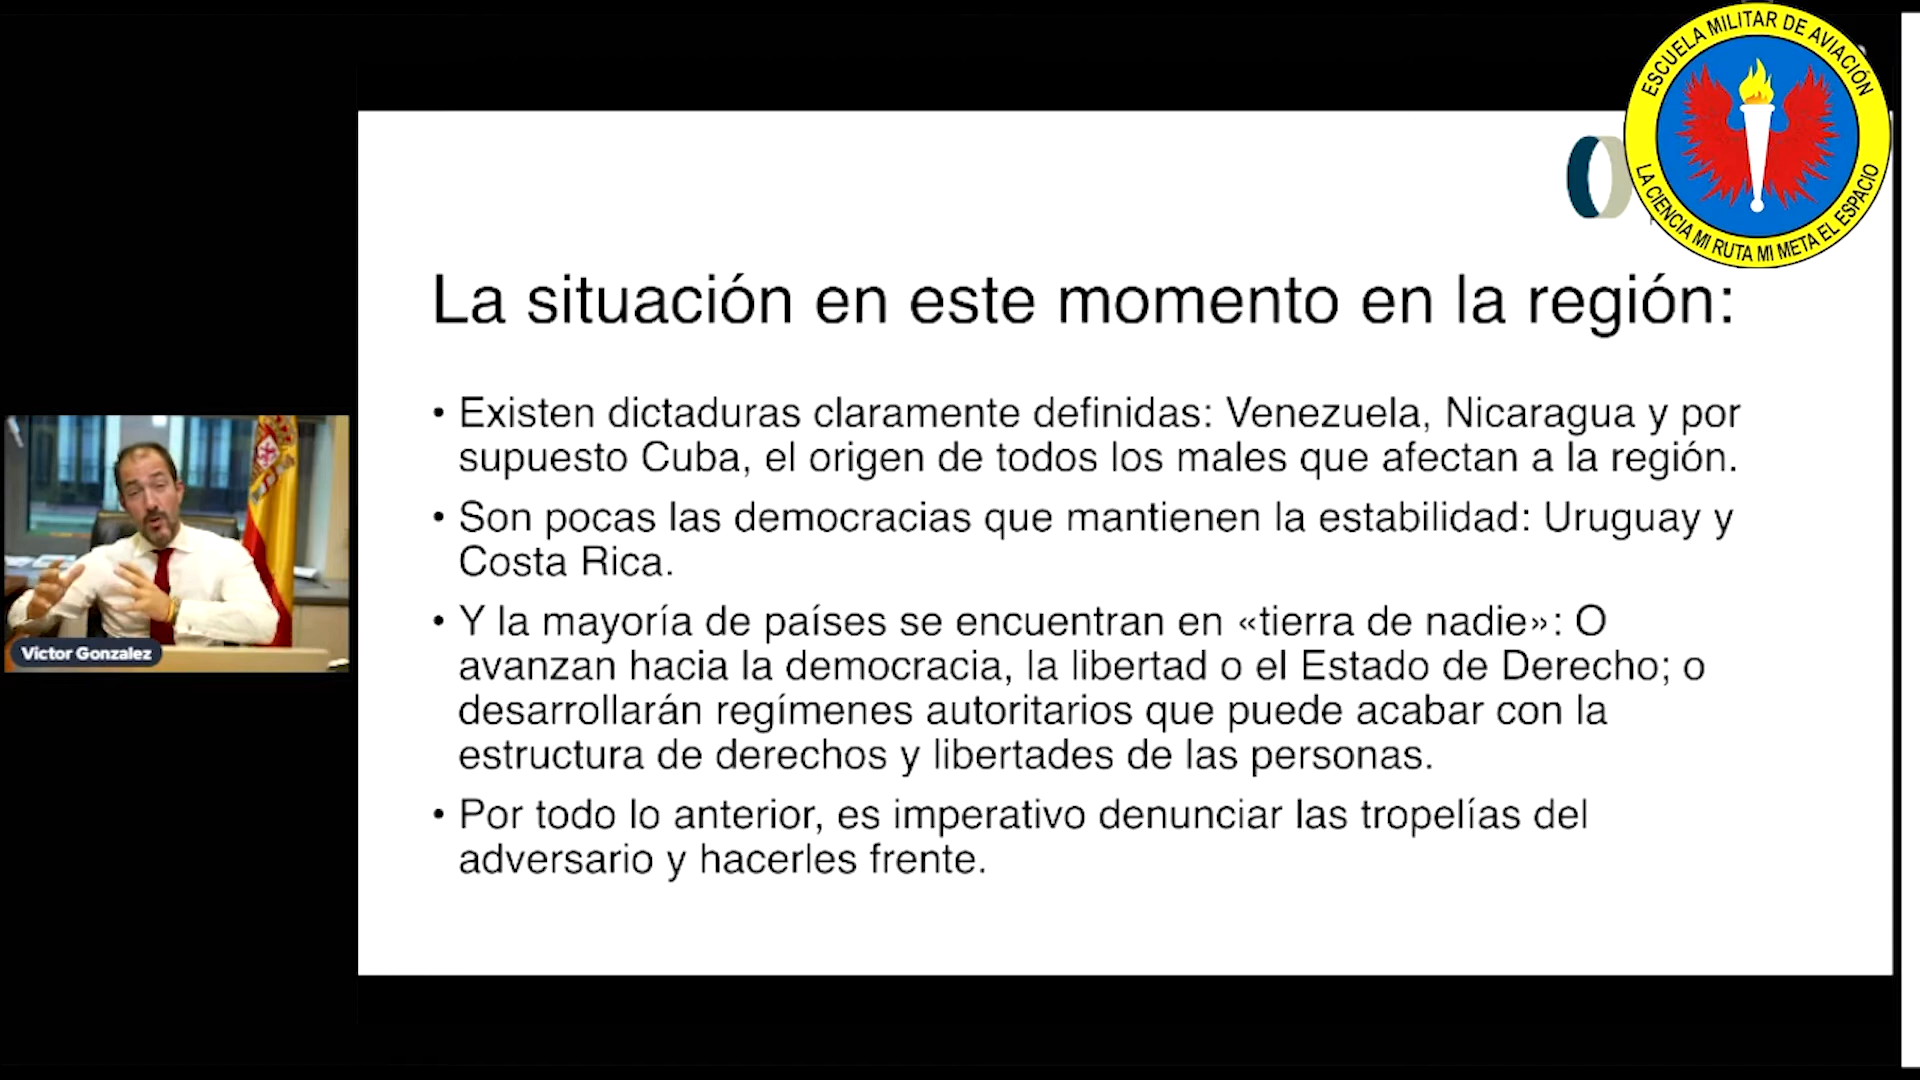 ESCUELA MILITAR DE AVIACIÓN
LA CIENCIA MI RUTA MI META EL ESPACIO
La situación en este momento en la región:
• Existen dictaduras claramente definidas: Venezuela, Nicaragua y por
supuesto Cuba, el origen de todos los males que afectan a la región.
• Son pocas las democracias que mantienen la estabilidad: Uruguay y
Costa Rica.
• Y la mayoría de países se encuentran en «tierra de nadie»: O
avanzan hacia la democracia, la libertad o el Estado de Derecho; o
desarrollarán regímenes autoritarios que puede acabar con la
estructura de derechos y libertades de las personas.
• Por todo lo anterior, es imperativo denunciar las tropelías del
adversario y hacerles frente.
Victor Gonzalez